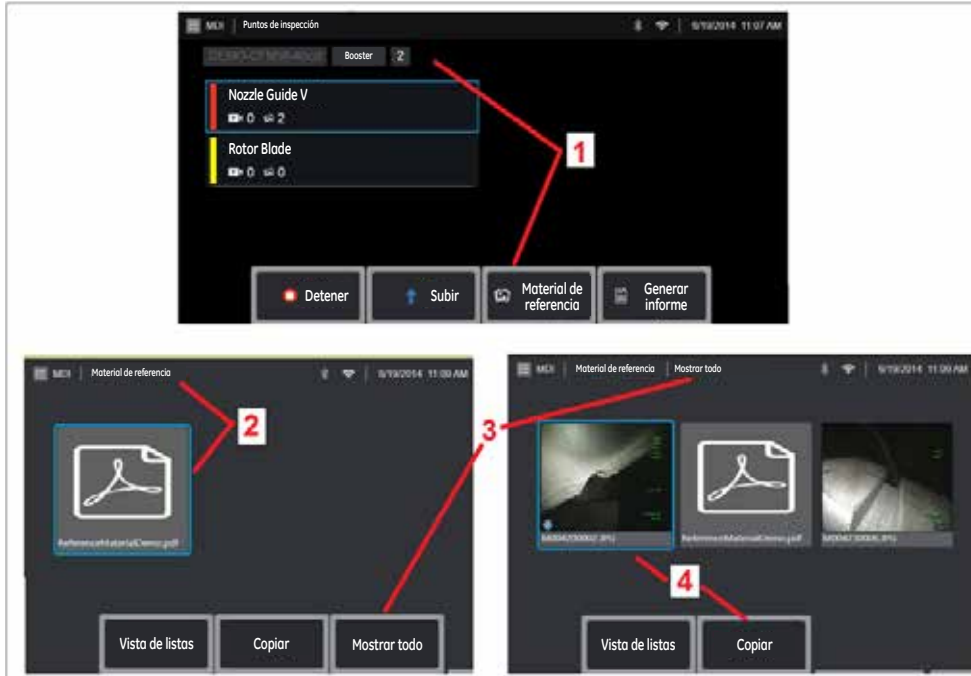 MDI | Puntos de inspección 9/19/2014 11:07 AM
Booster 2
Nozzle Guide V
0 2
Rotor Blade
0 0
1
Detener
Subir
Material de
referencia
Generar
informe
MDI | Material de referencia 9/19/2014 11:09 AM
2
ReferenceMaterialDemo.pdf
Vista de listas
Copiar
Mostrar todo
3
MDI | Material de referencia | Mostrar todo 9/19/2014 11:09 AM
ReferenceMaterialDemo.pdf
4
Vista de listas
Copiar